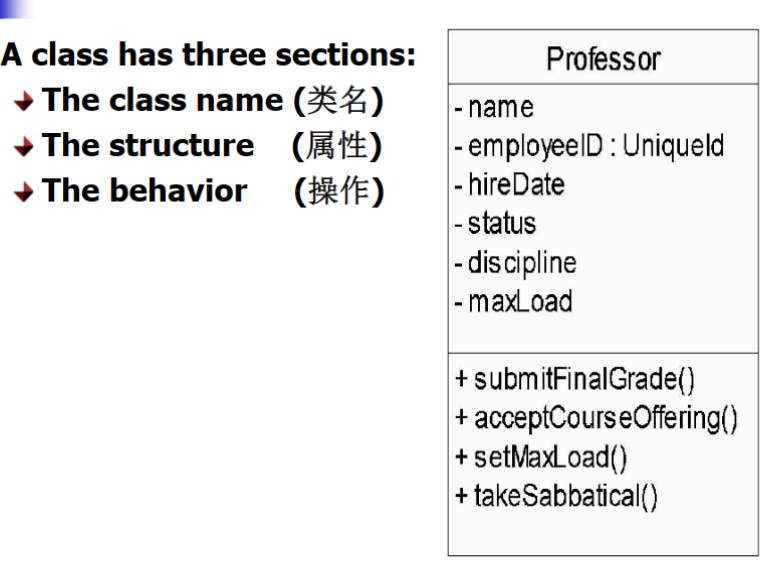 A class has three sections:
The class name (类名)
The structure (属性)
The behavior (操作)
Professor
- name
- employeeID : UniqueId
- hireDate
- status
- discipline
- maxLoad
+ submitFinalGrade()
+ acceptCourseOffering()
+ setMaxLoad()
+ takeSabbatical()